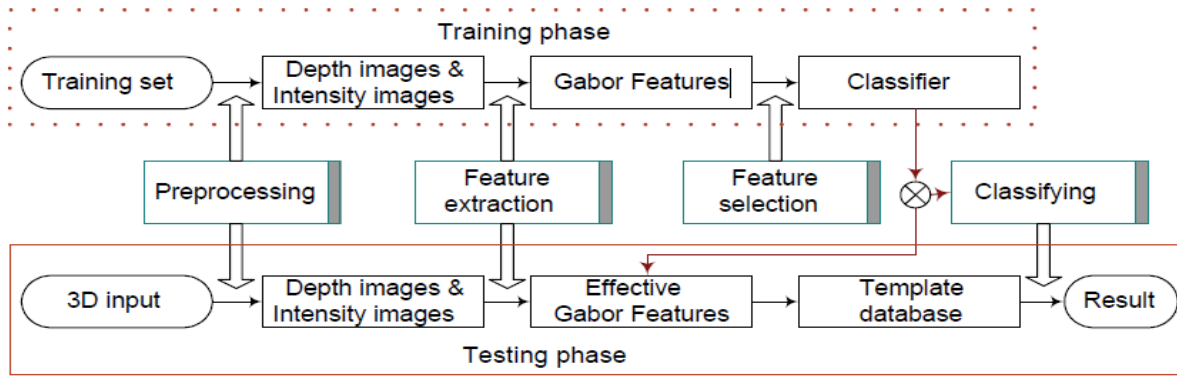 Training phase
Training set
Depth images &
Intensity images
Gabor Features
Classifier
Preprocessing
Feature
extraction
Feature
selection
Classifying
3D input
Depth images &
Intensity images
Effective
Gabor Features
Template
database
Result
Testing phase